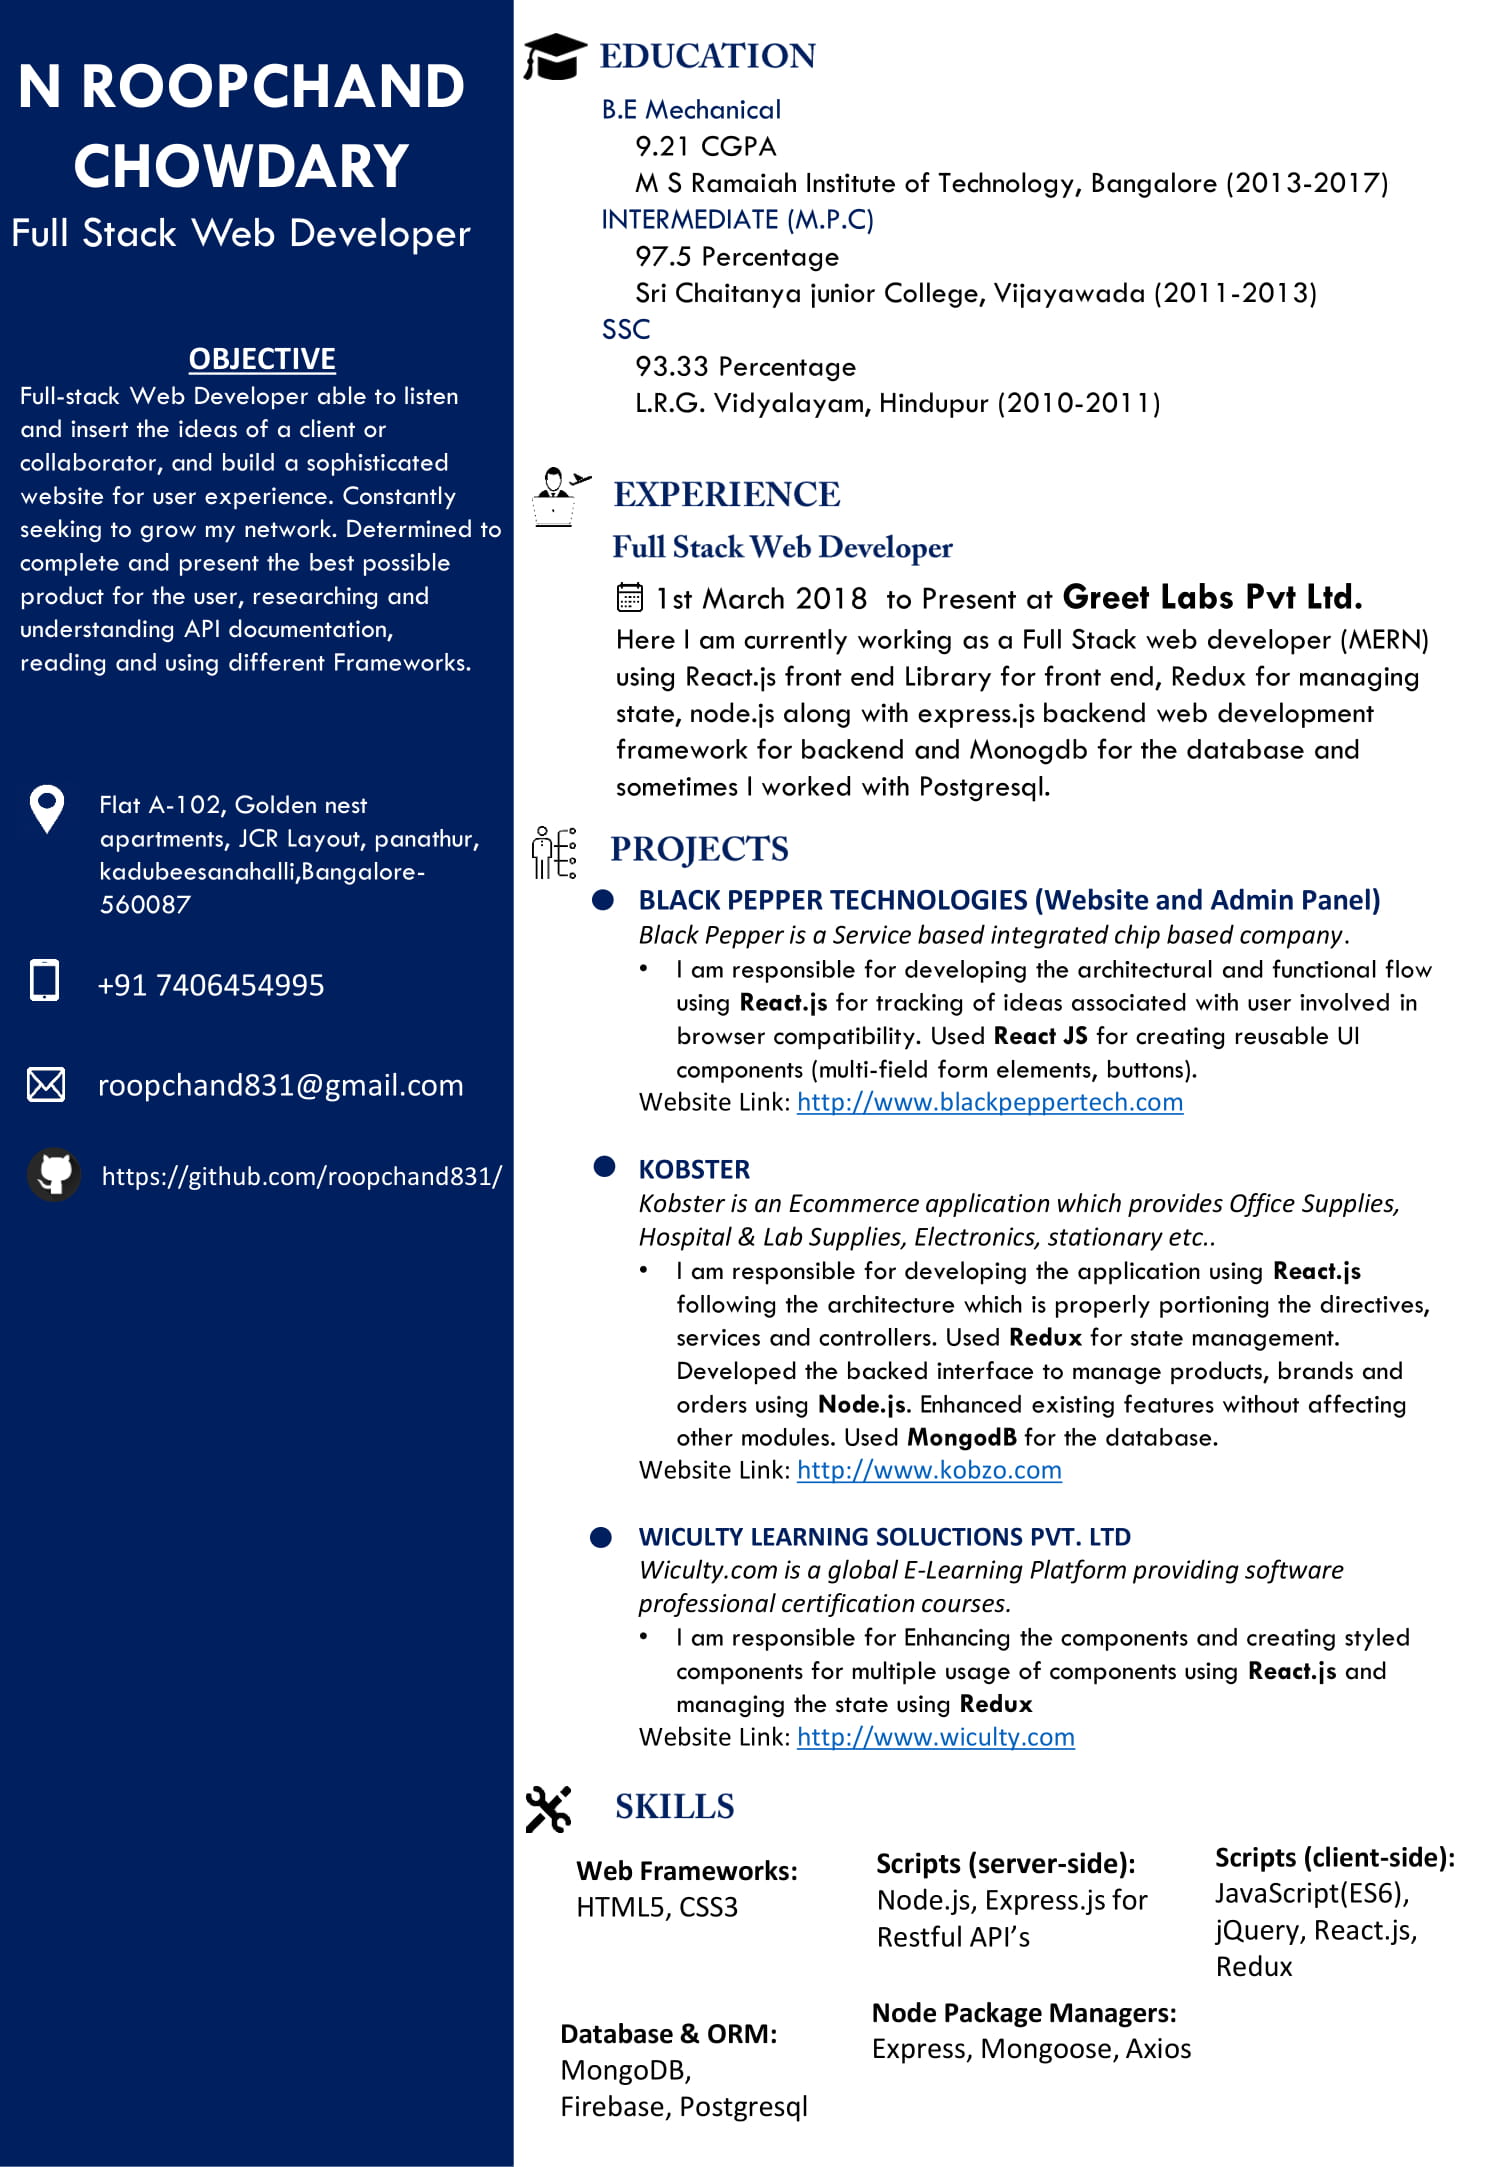 N ROOPCHAND
CHOWDARY
Full Stack Web Developer
OBJECTIVE
Full-stack Web Developer able to listen
and insert the ideas of a client or
collaborator, and build a sophisticated
website for user experience. Constantly
seeking to grow my network. Determined to
complete and present the best possible
product for the user, researching and
understanding API documentation,
reading and using different Frameworks.
Flat A-102, Golden nest
apartments, JCR Layout, panathur,
kadubeesanahalli,Bangalore-
560087
+91 7406454995
roopchand831@gmail.com
https://github.com/roopchand831/
EDUCATION
B.E Mechanical
9.21 CGPA
M S Ramaiah Institute of Technology, Bangalore (2013-2017)
INTERMEDIATE (M.P.C)
97.5 Percentage
Sri Chaitanya junior College, Vijayawada (2011-2013)
SSC
93.33 Percentage
L.R.G. Vidyalayam, Hindupur (2010-2011)
EXPERIENCE
Full Stack Web Developer
1st March 2018 to Present at Greet Labs Pvt Ltd.
Here I am currently working as a Full Stack web developer (MERN)
using React.js front end Library for front end, Redux for managing
state, node.js along with express.js backend web development
framework for backend and Monogdb for the database and
sometimes I worked with Postgresql.
PROJECTS
BLACK PEPPER TECHNOLOGIES (Website and Admin Panel)
Black Pepper is a Service based integrated chip based company.
• I am responsible for developing the architectural and functional flow
using React.js for tracking of ideas associated with user involved in
browser compatibility. Used React JS for creating reusable UI
components (multi-field form elements, buttons).
Website Link: http://www.blackpeppertech.com
KOBSTER
Kobster is an Ecommerce application which provides Office Supplies,
Hospital & Lab Supplies, Electronics, stationary etc..
• I am responsible for developing the application using React.js
following the architecture which is properly portioning the directives,
services and controllers. Used Redux for state management.
Developed the backed interface to manage products, brands and
orders using Node.js. Enhanced existing features without affecting
other modules. Used MongodB for the database.
Website Link: http://www.kobzo.com
WICULTY LEARNING SOLUCTIONS PVT. LTD
Wiculty.com is a global E-Learning Platform providing software
professional certification courses.
• I am responsible for Enhancing the components and creating styled
components for multiple usage of components using React.js and
managing the state using Redux
Website Link: http://www.wiculty.com
SKILLS
Web Frameworks:
HTML5, CSS3
Scripts (server-side):
Node.js, Express.js for
Restful API’s
Scripts (client-side):
JavaScript(ES6),
jQuery, React.js,
Redux
Database & ORM:
MongoDB,
Firebase, Postgresql
Node Package Managers:
Express, Mongoose, Axios